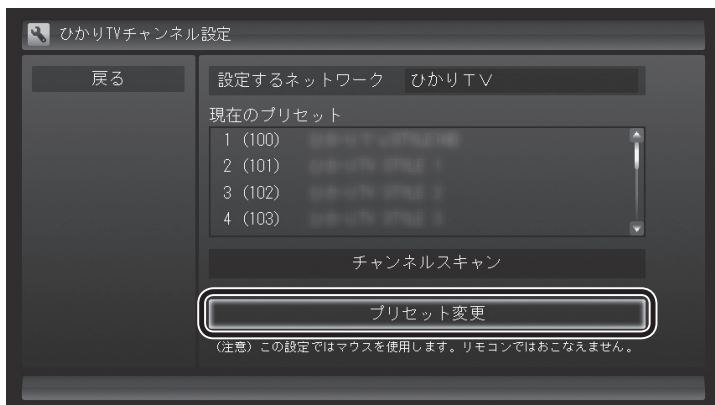 ひかりTVチャンネル設定
戻る
設定するネットワーク ひかりTV
現在のプリセット
1 (100)
2 (101)
3 (102)
4 (103)
チャンネルスキャン
プリセット変更
(注意) この設定ではマウスを使用します。リモコンではおこなえません。